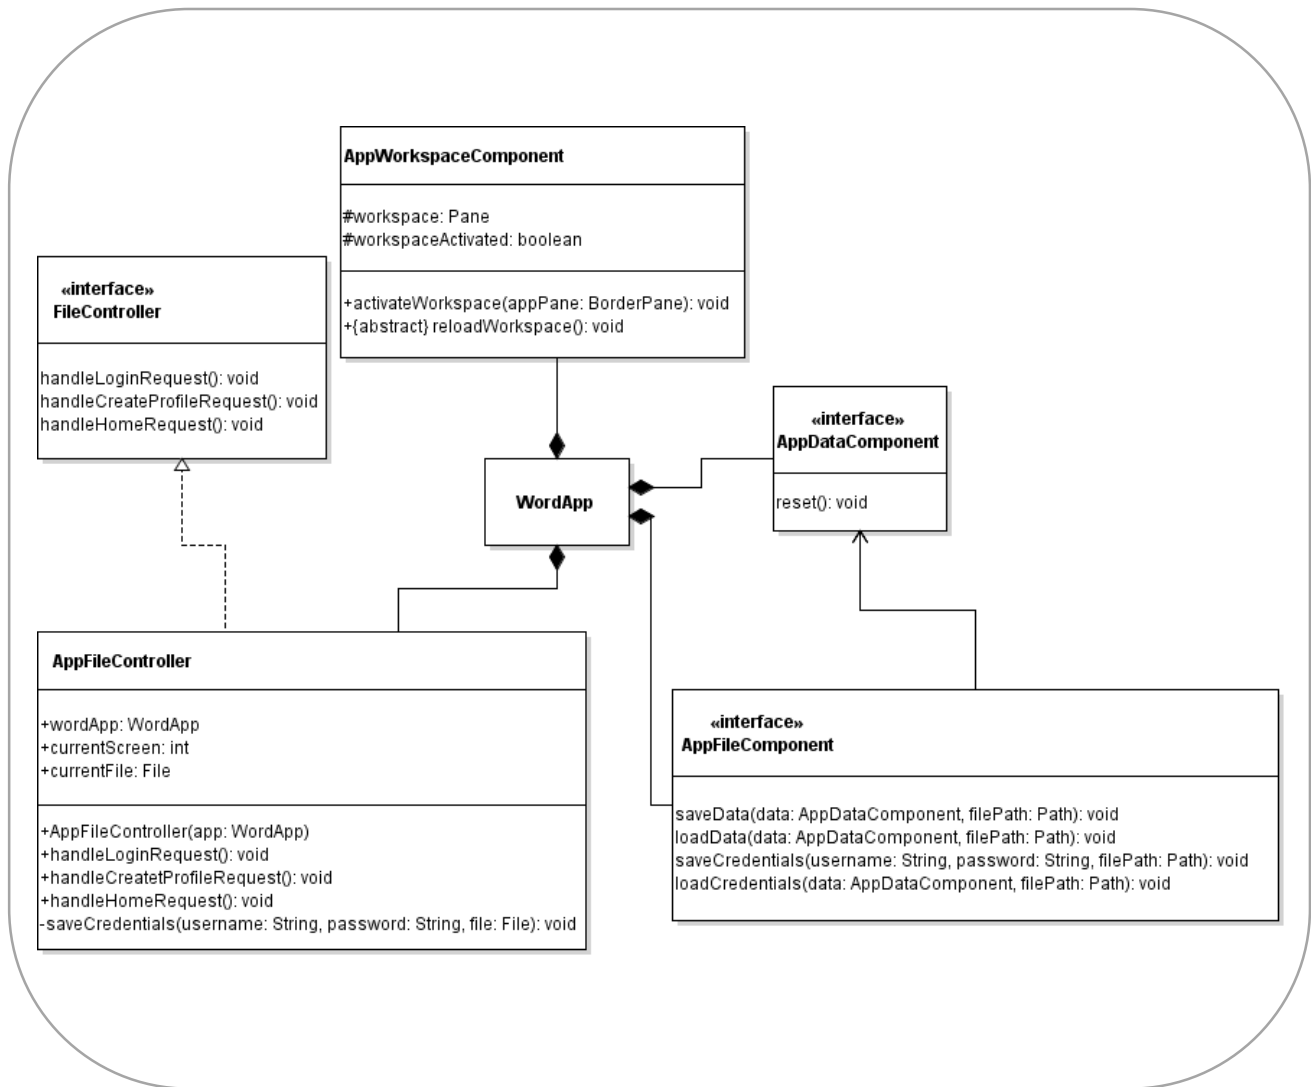 AppWorkspaceComponent
#workspace: Pane
#workspaceActivated: boolean
+activateWorkspace(appPane: BorderPane): void
+{abstract} reloadWorkspace(): void
«interface»
FileController
handleLoginRequest(): void
handleCreateProfileRequest(): void
handleHomeRequest(): void
«interface»
AppDataComponent
reset(): void
WordApp
AppFileController
+wordApp: WordApp
+currentScreen: int
+currentFile: File
+AppFileController(app: WordApp)
+handleLoginRequest(): void
+handleCreatetProfileRequest(): void
+handleHomeRequest(): void
-saveCredentials(username: String, password: String, file: File): void
«interface»
AppFileComponent
saveData(data: AppDataComponent, filePath: Path): void
loadData(data: AppDataComponent, filePath: Path): void
saveCredentials(username: String, password: String, filePath: Path): void
loadCredentials(data: AppDataComponent, filePath: Path): void